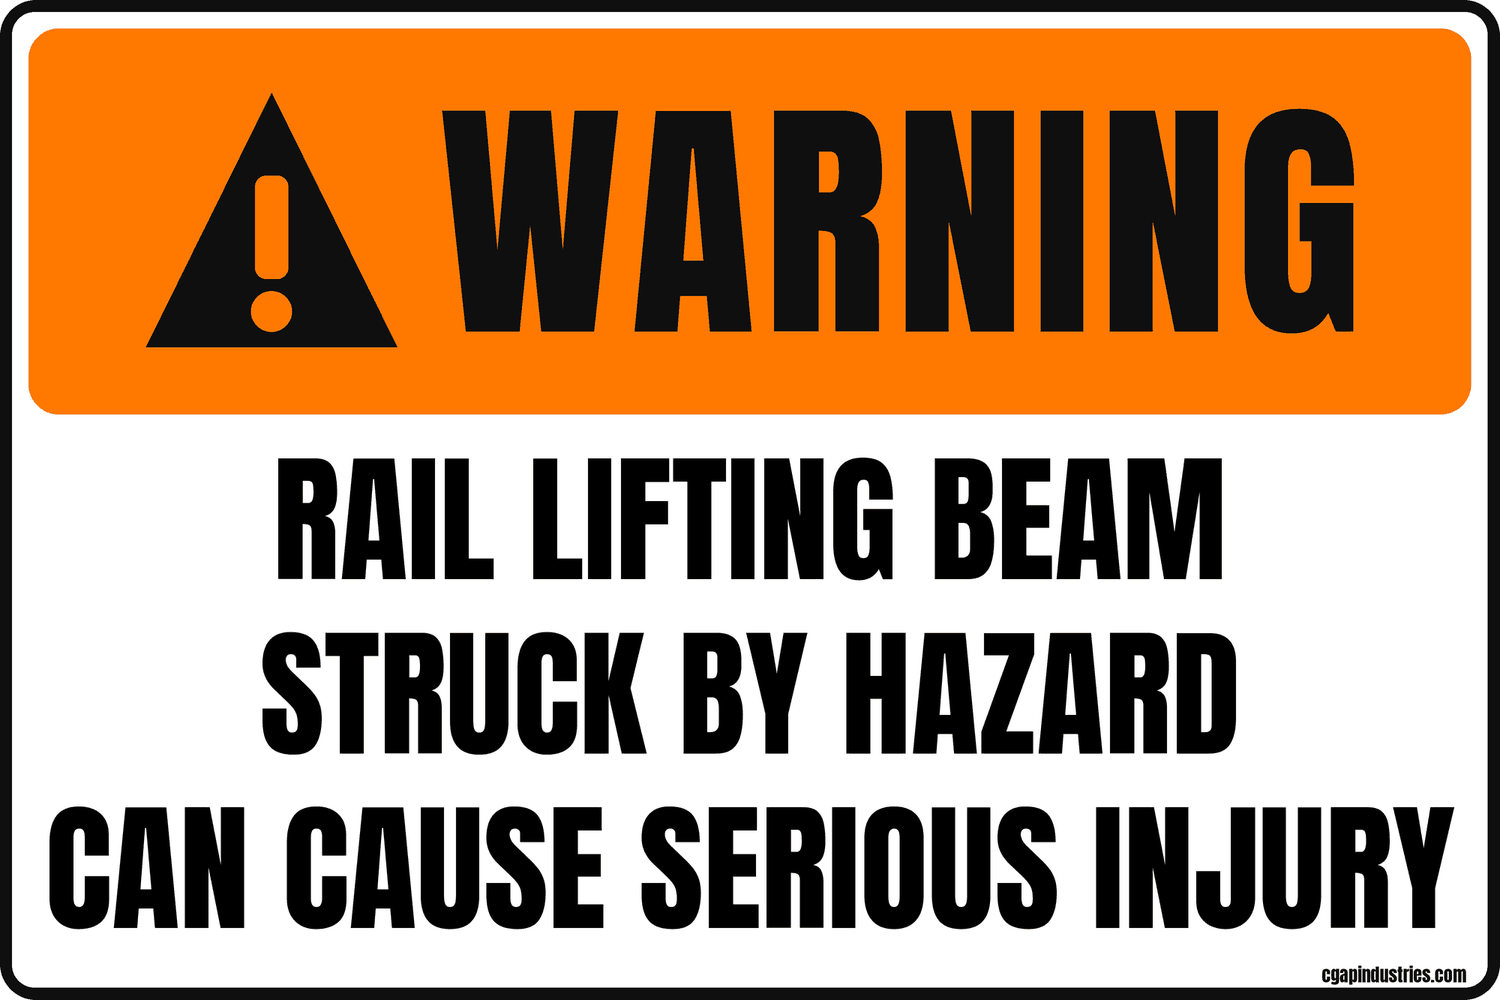 WARNING
RAIL LIFTING BEAM
STRUCK BY HAZARD
CAN CAUSE SERIOUS INJURY
cgapindustries.com